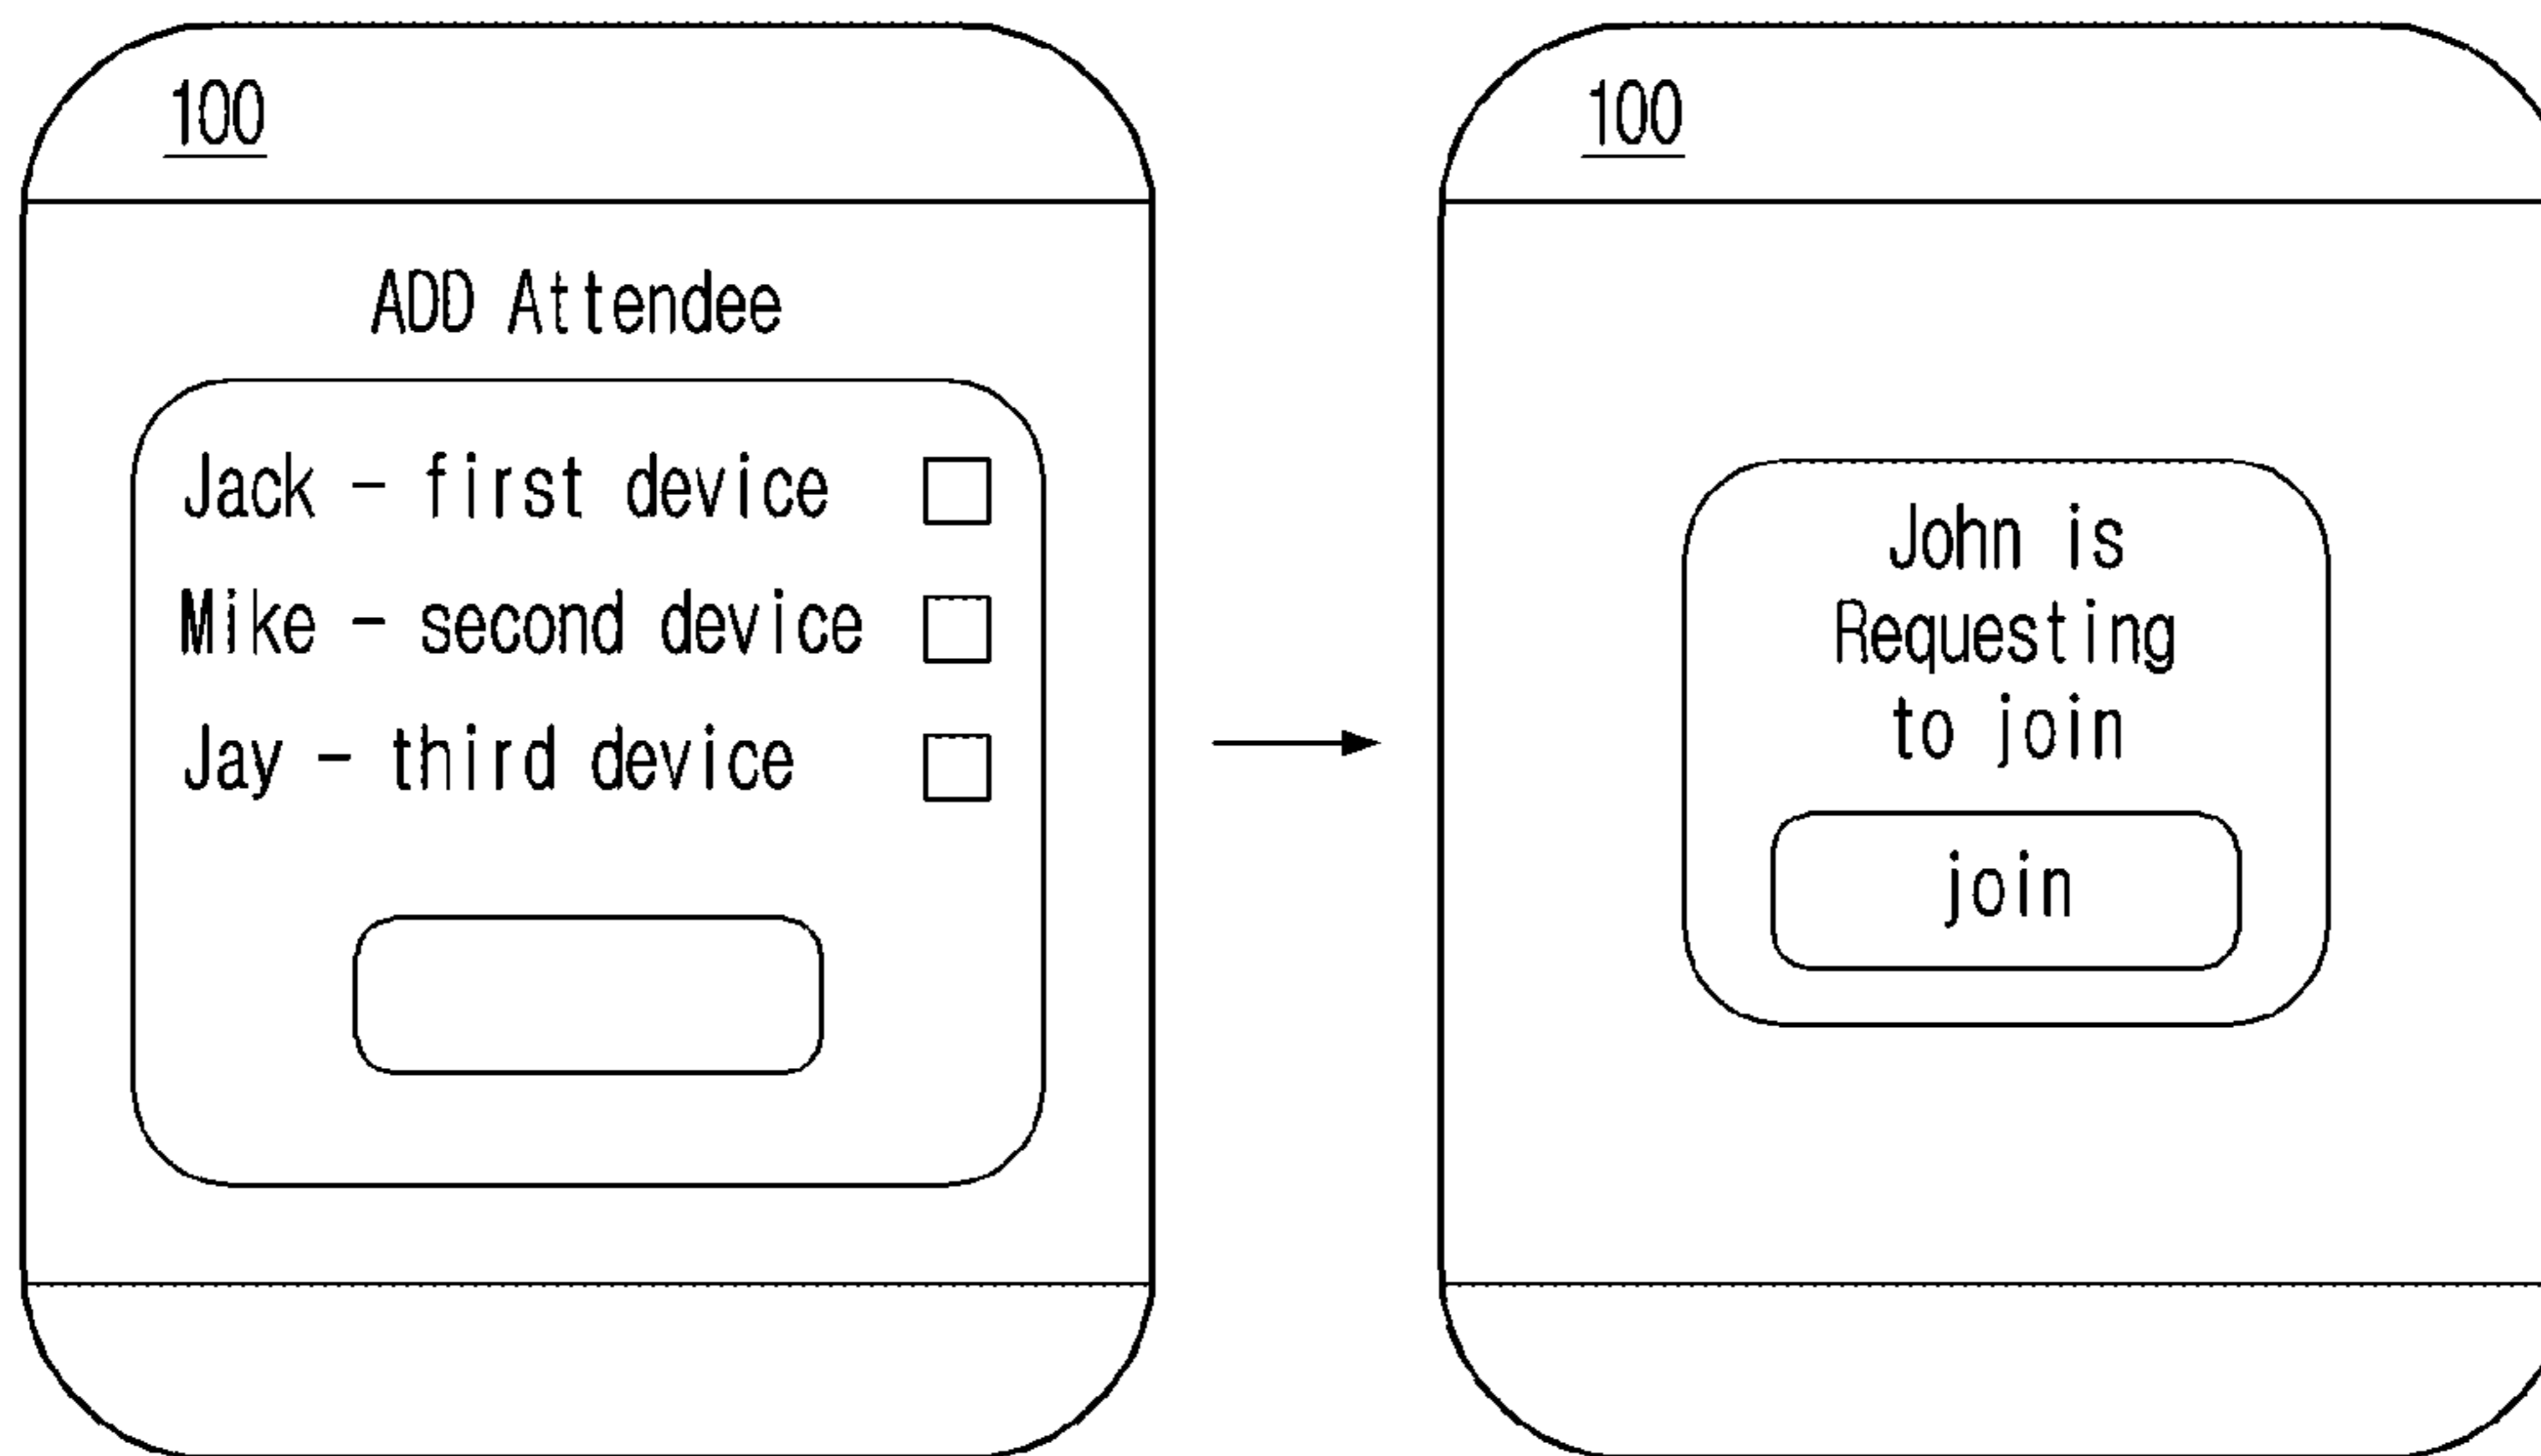 100
ADD Attendee
Jack - first device
Mike - second device
Jay - third device
100
John is
Requesting
to join
join